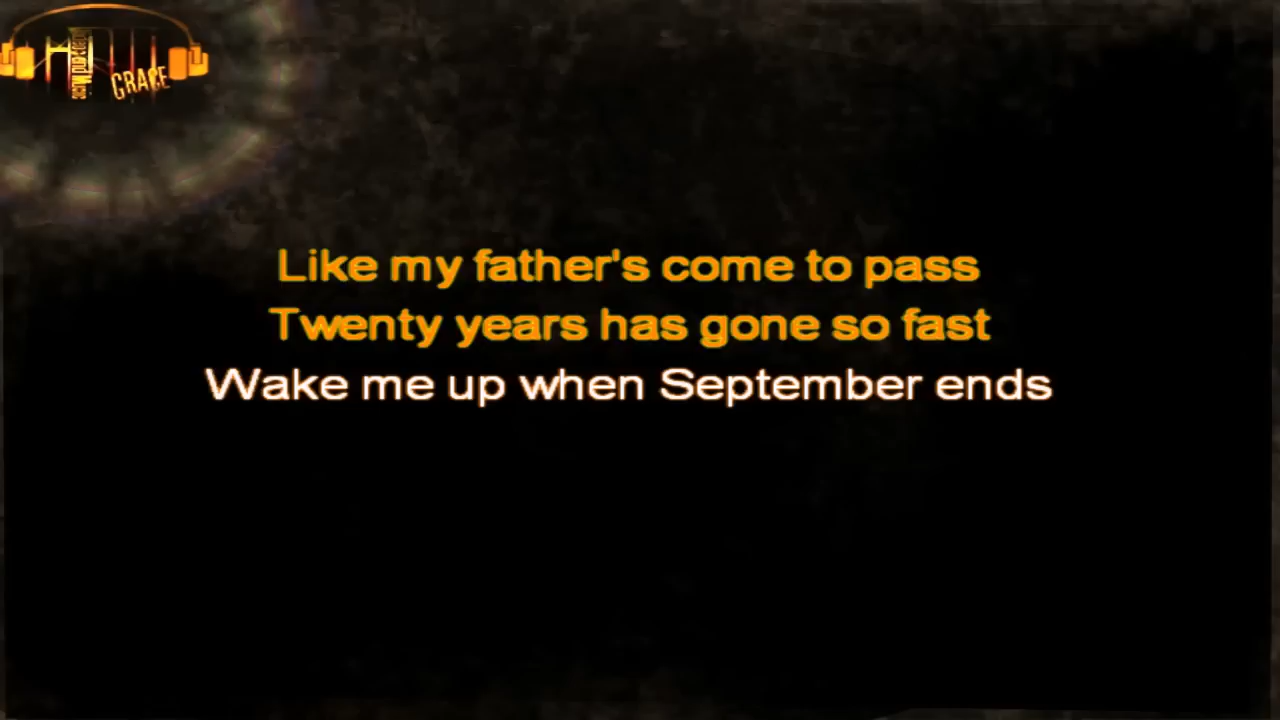 GRACE
Like my father's come to pass
Twenty years has gone so fast
Wake me up when September ends